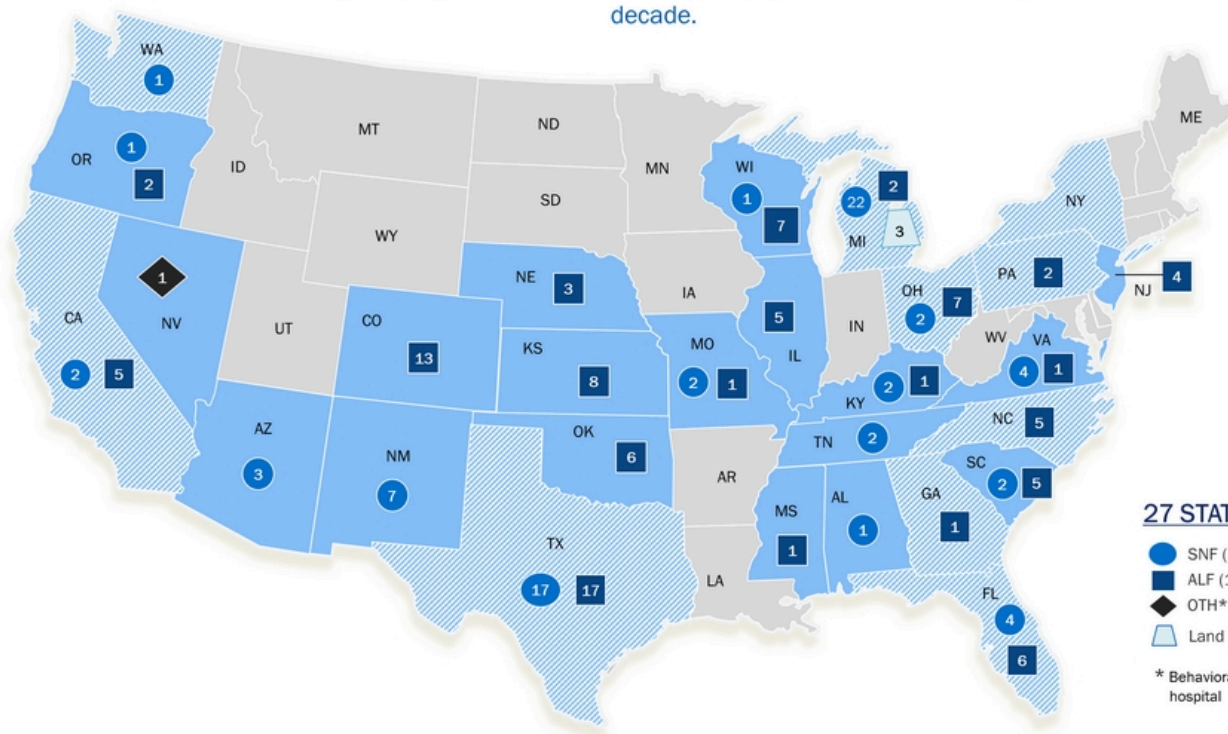 decade.
WA
1
OR
1
2
ID
MT
ND
MN
WI
1
7
22
2
MI
3
NY
ME
SD
WY
NE
3
IA
PA
2
NJ
4
CA
2
5
1
NV
UT
CO
13
KS
8
MO
2
1
5
IL
IN
OH
7
2
WV
VA
4
1
KY
2
1
AZ
3
NM
7
OK
6
AR
TN
2
NC
5
SC
2
5
TX
17
17
LA
MS
1
AL
1
GA
1
FL
4
6
27 STAT
SNF (
ALF (1
OTH*
Land
* Behaviora
hospital